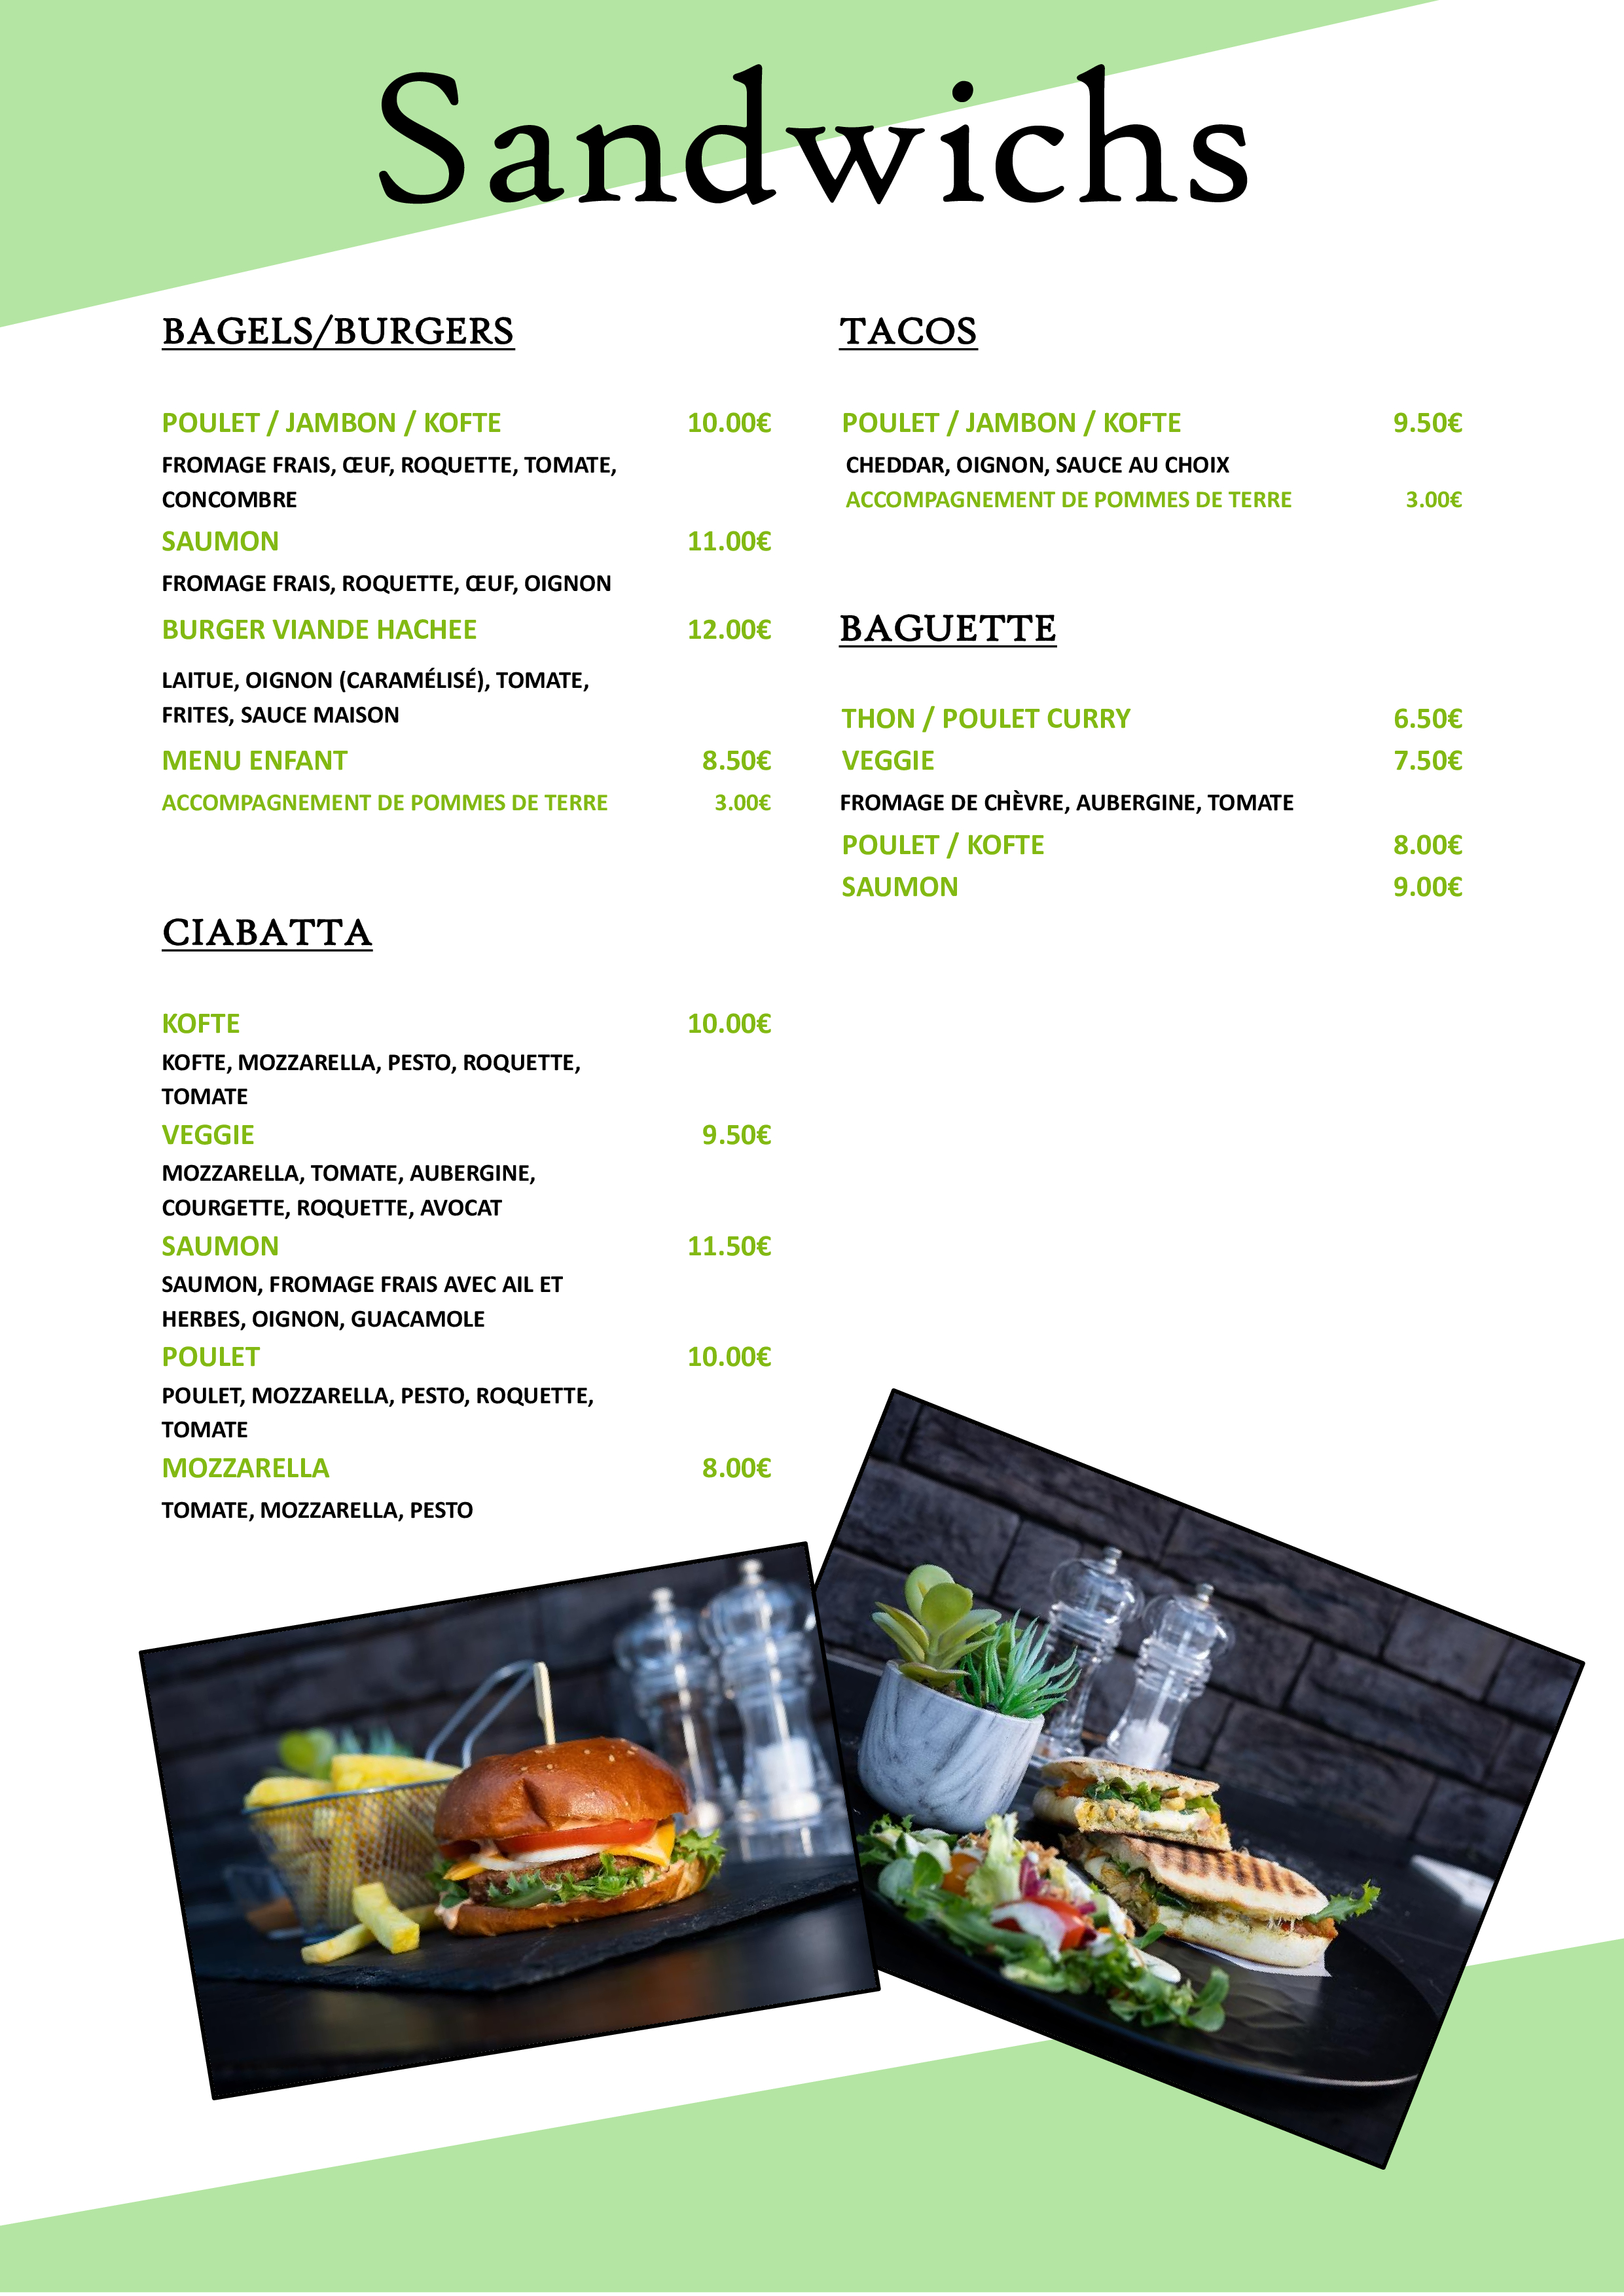 Sandwichs
BAGELS/BURGERS
POULET / JAMBON / KOFTE 10.00€
FROMAGE FRAIS, ŒUF, ROQUETTE, TOMATE,
CONCOMBRE
SAUMON 11.00€
FROMAGE FRAIS, ROQUETTE, ŒUF, OIGNON
BURGER VIANDE HACHEE 12.00€
LAITUE, OIGNON (CARAMÉLISÉ), TOMATE,
FRITES, SAUCE MAISON
MENU ENFANT 8.50€
ACCOMPAGNEMENT DE POMMES DE TERRE 3.00€
CIABATTA
KOFTE 10.00€
KOFTE, MOZZARELLA, PESTO, ROQUETTE,
TOMATE
VEGGIE 9.50€
MOZZARELLA, TOMATE, AUBERGINE,
COURGETTE, ROQUETTE, AVOCAT
SAUMON 11.50€
SAUMON, FROMAGE FRAIS AVEC AIL ET
HERBES, OIGNON, GUACAMOLE
POULET 10.00€
POULET, MOZZARELLA, PESTO, ROQUETTE,
TOMATE
MOZZARELLA 8.00€
TOMATE, MOZZARELLA, PESTO
TACOS
POULET / JAMBON / KOFTE 9.50€
CHEDDAR, OIGNON, SAUCE AU CHOIX
ACCOMPAGNEMENT DE POMMES DE TERRE 3.00€
BAGUETTE
THON / POULET CURRY 6.50€
VEGGIE 7.50€
FROMAGE DE CHÈVRE, AUBERGINE, TOMATE
POULET / KOFTE 8.00€
SAUMON 9.00€